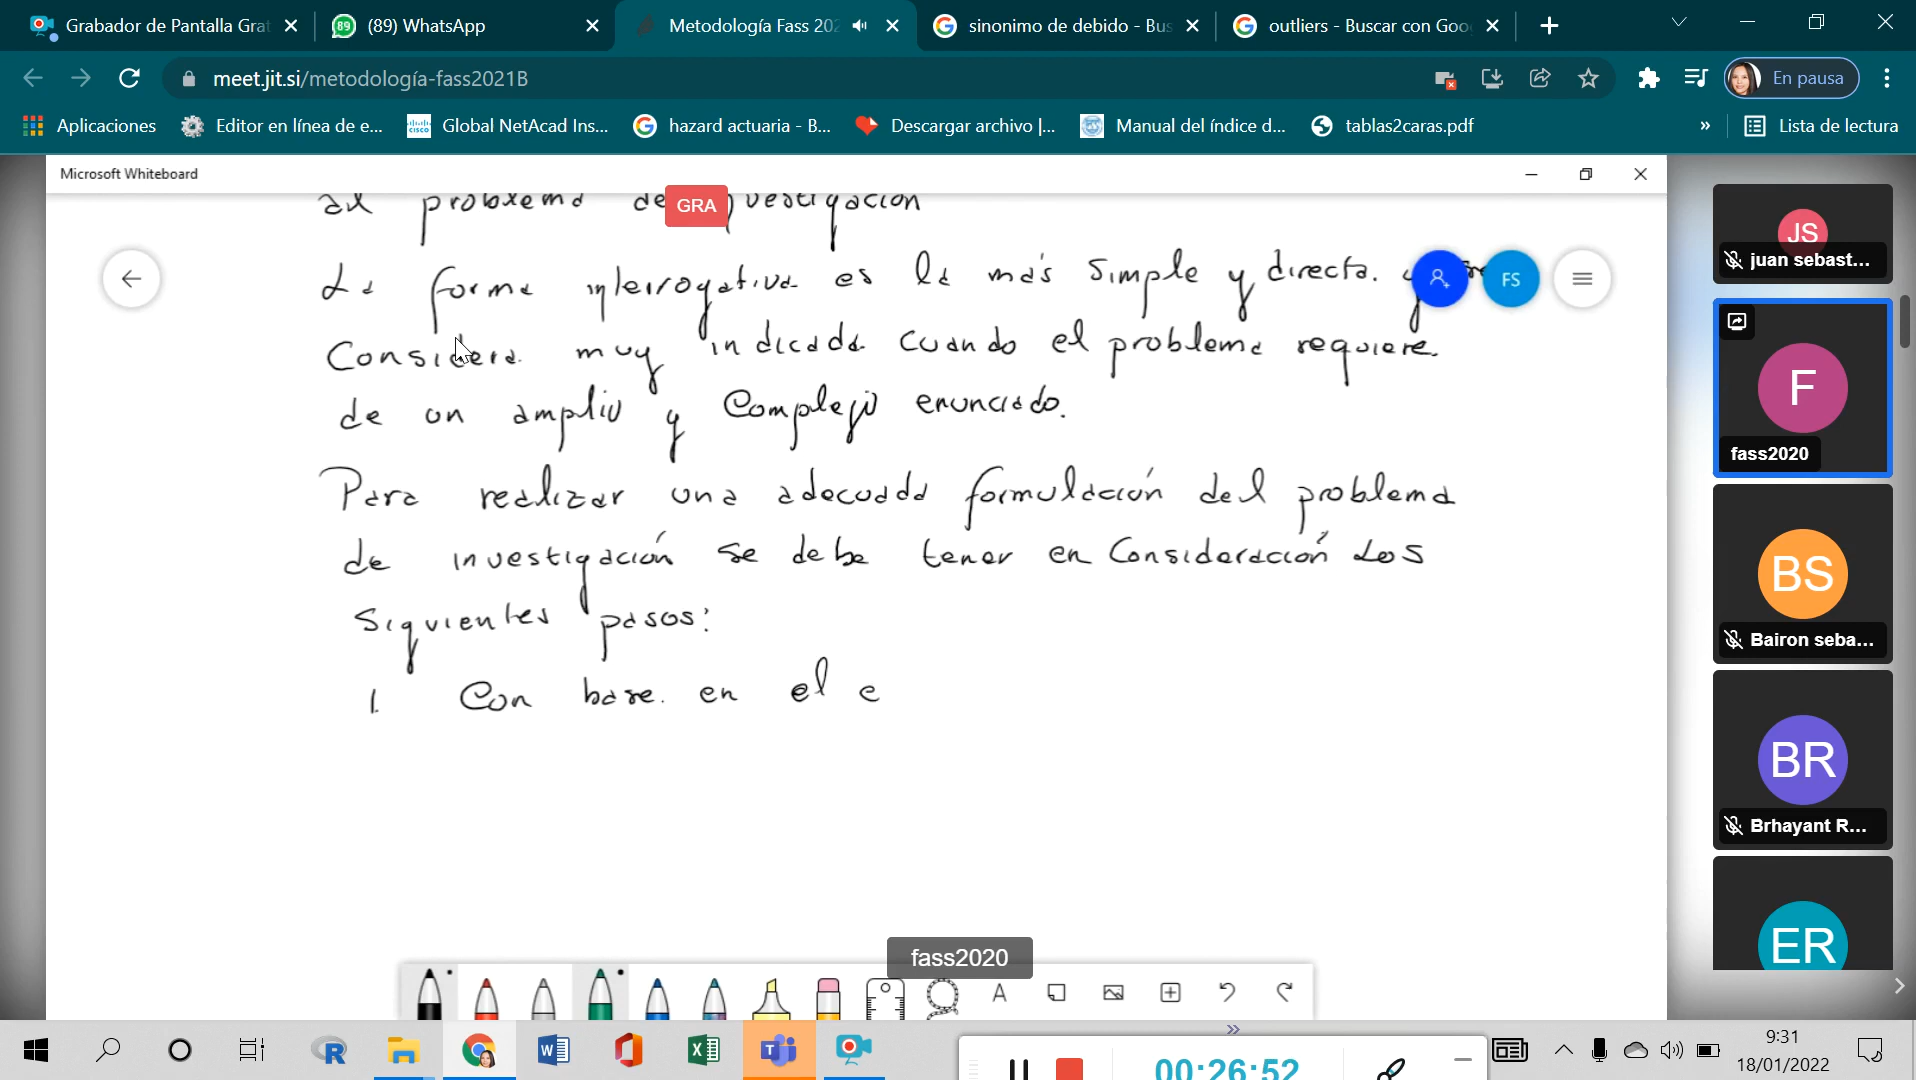 Grabador de Pantalla Grat
(89) WhatsApp
Metodología Fass 202
sinonimo de debido - Bus
outliers - Buscar con Goo
meet.jit.si/metodología-fass2021B
En pausa
Aplicaciones
Editor en línea de e...
Global NetAcad Ins...
hazard actuaria - B...
Descargar archivo |...
Manual del índice d...
tablas2caras.pdf
»
Lista de lectura
Microsoft Whiteboard
al problema de vestigación
GRA
La forma interrogativa es la más simple y directa. y se
FS
Considera muy indicada cuando el problema requiere.
de un amplio y Complejo enunciado.
Para realizar una adecuada formulación del problema
de investigación se debe tener en Consideración Los
Siguientes pasos:
1. Con base. en el e
JS
juan sebast...
F
fass2020
BS
Bairon seba...
BR
Brhayant R...
ER
fass2020
A
00:26:52
9:31
18/01/2022